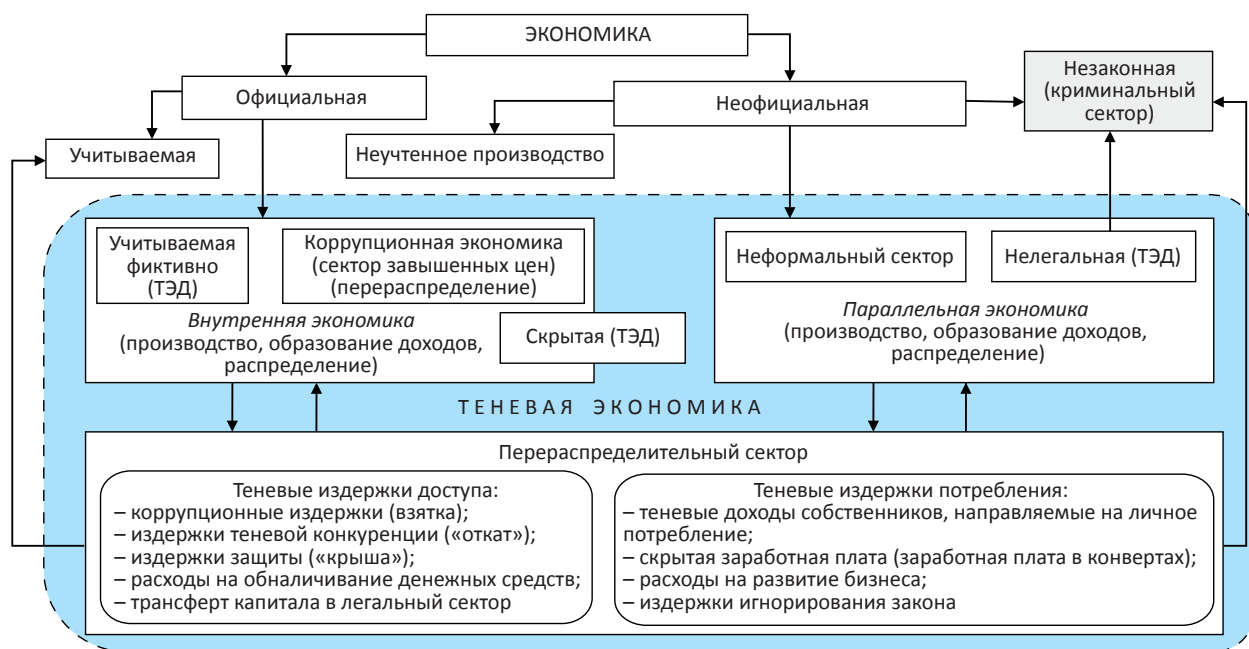 ЭКОНОМИКА
Официальная
Неофициальная
Незаконная
(криминальный
сектор)
Учитываемая
Неучтенное производство
Учитываемая
фиктивно
(ТЭД)
Коррупционная экономика
(сектор завышенных цен)
(перераспределение)
Внутренняя экономика
(производство, образование доходов,
распределение)
Скрытая (ТЭД)
Неформальный сектор
Нелегальная (ТЭД)
Параллельная экономика
(производство, образование доходов,
распределение)
ТЕНЕВАЯ ЭКОНОМИКА
Перераспределительный сектор
Теневые издержки доступа:
– коррупционные издержки (взятка);
– издержки теневой конкуренции («откат»);
– издержки защиты («крыша»);
– расходы на обналичивание денежных средств;
– трансферт капитала в легальный сектор
Теневые издержки потребления:
– теневые доходы собственников, направляемые на личное
потребление;
– скрытая заработная плата (заработная плата в конвертах);
– расходы на развитие бизнеса;
– издержки игнорирования закона